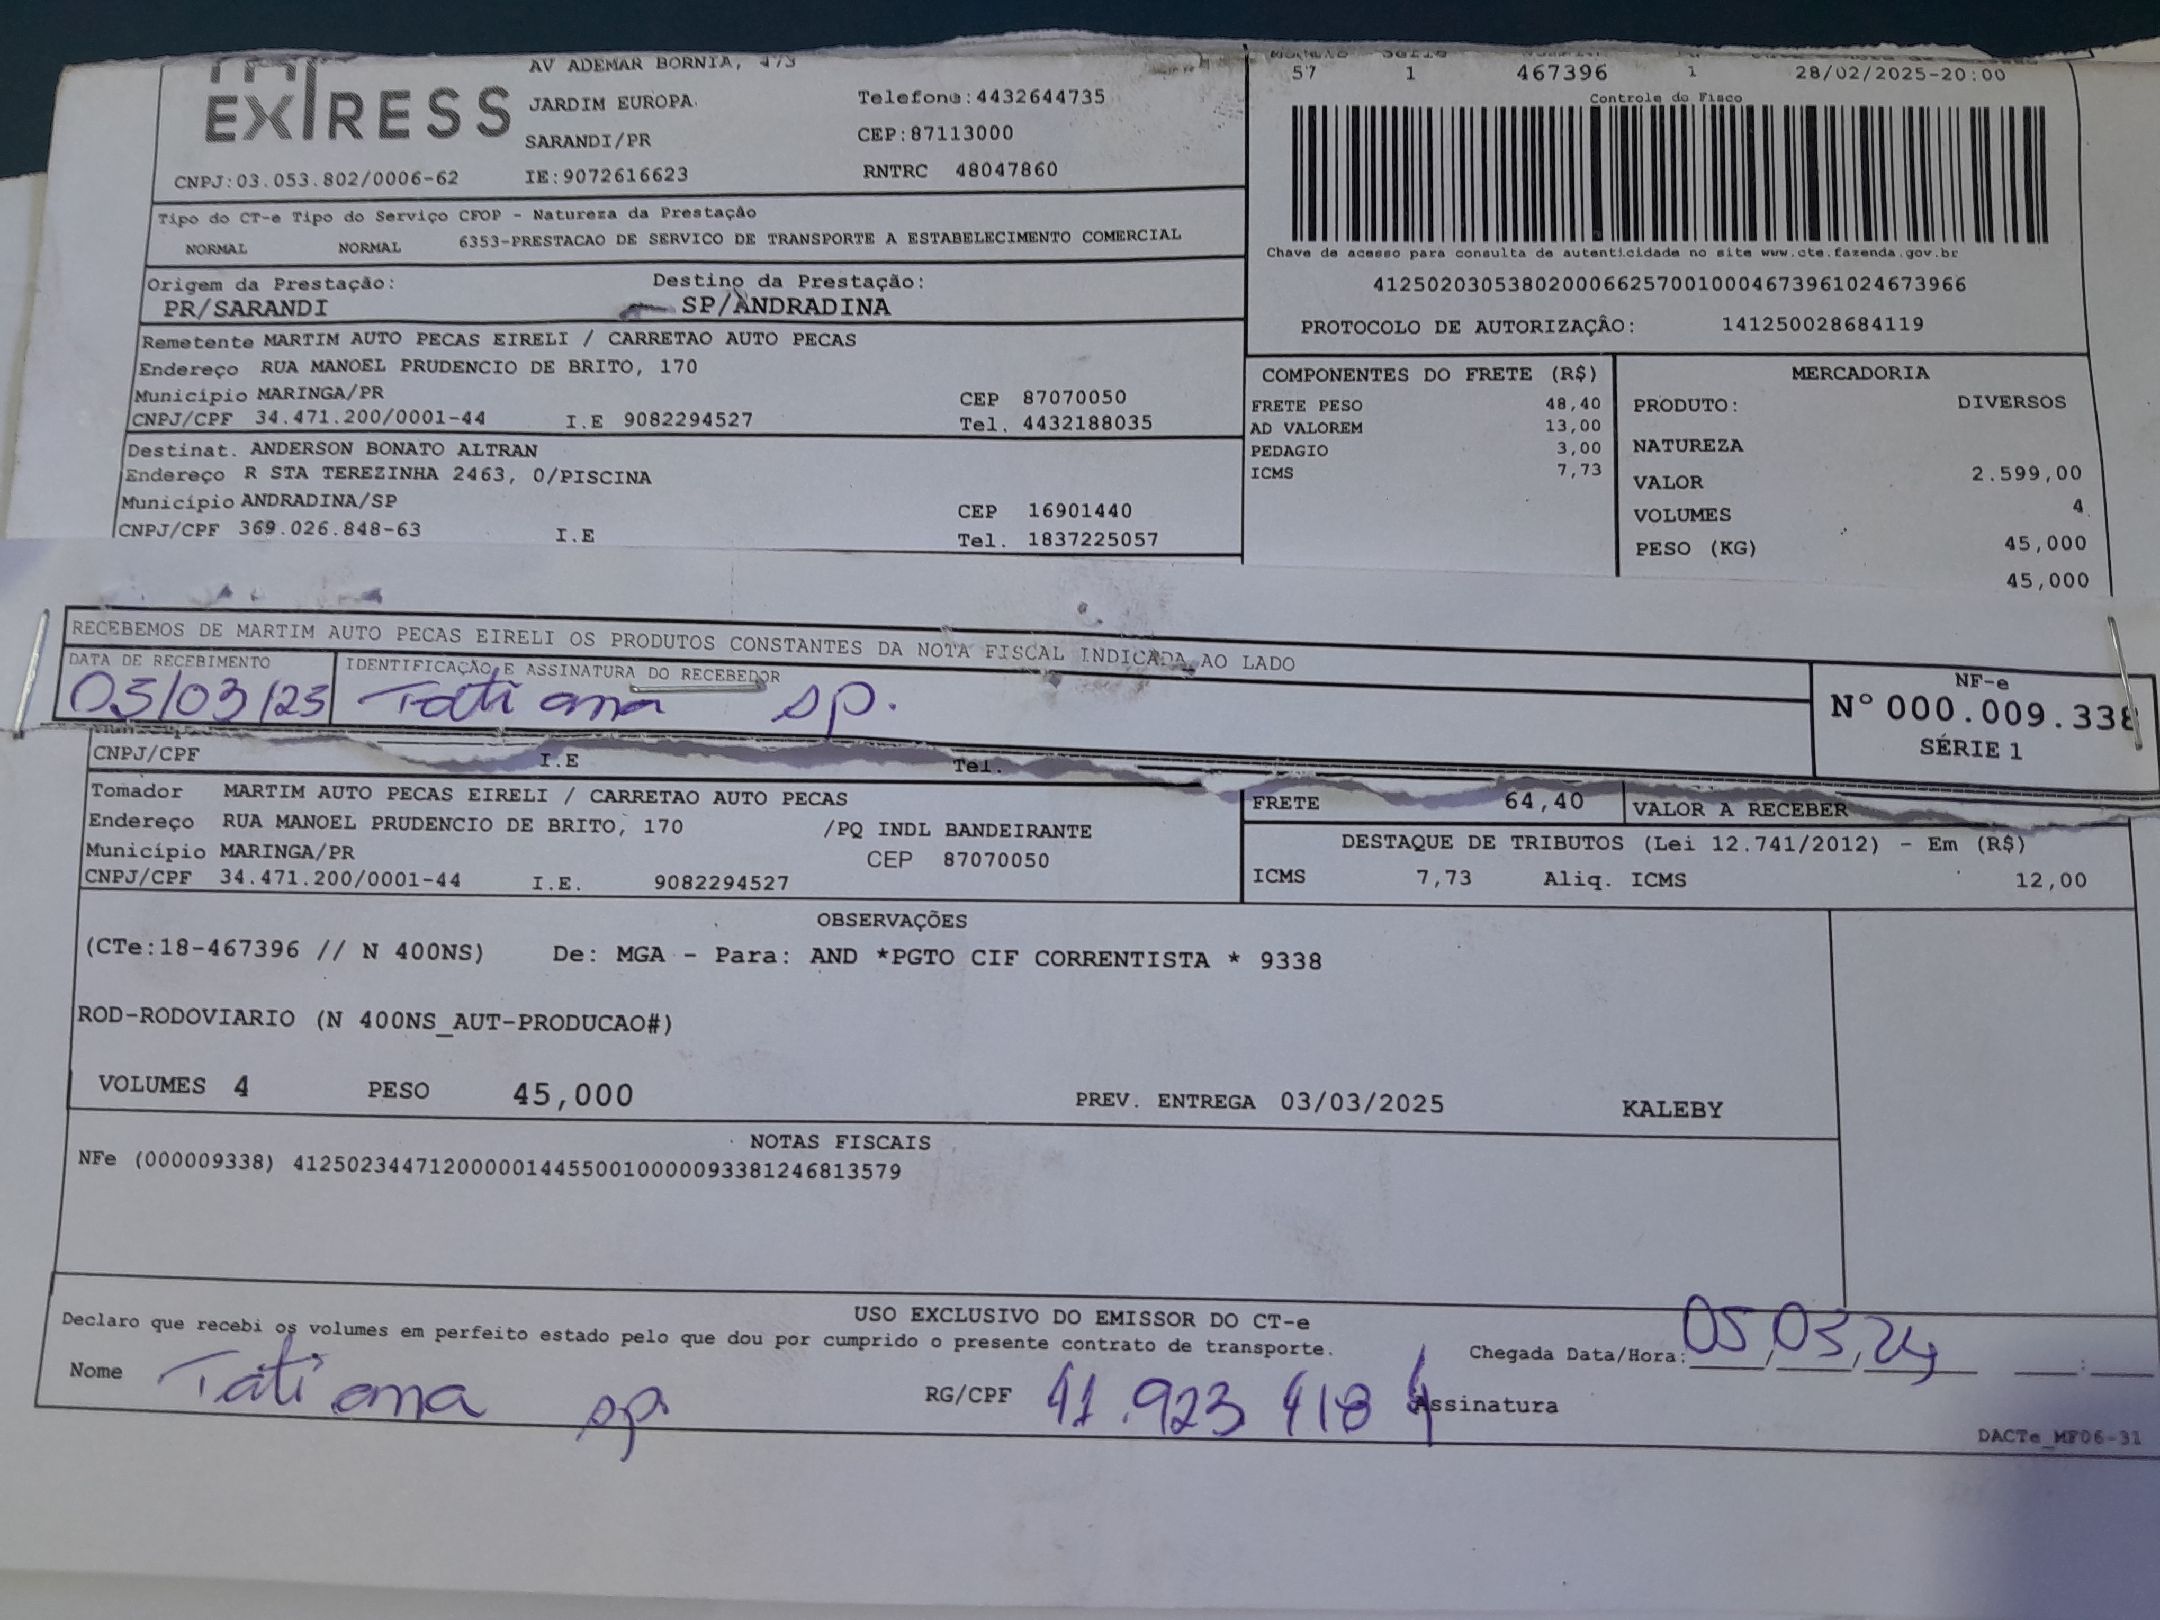 EXPRESS
AV ADEMAR BORNIA, 473
JARDIM EUROPA.
Telefone:4432644735
SARANDI/PR
CEP:87113000
CNPJ:03.053.802/0006-62 IE:9072616623 RNTRC 48047860
57 1 467396 1 28/02/2025-20:00
Controle do Fisco
Chave de acesso para consulta de autenticidade no site www.cte.fazenda.gov.br
41250203053802000662570010004673961024673966
PROTOCOLO DE AUTORIZAÇÂO: 141250028684119
Tipo do CT-e Tipo do Serviço CFOP - Natureza da Prestação
NORMAL NORMAL 6353-PRESTACAO DE SERVICO DE TRANSPORTE A ESTABELECIMENTO COMERCIAL
Origem da Prestação: Destino da Prestação:
PR/SARANDI SP/ANDRADINA
Remetente MARTIM AUTO PECAS EIRELI / CARRETAO AUTO PECAS
Endereço RUA MANOEL PRUDENCIO DE BRITO, 170
Município MARINGA/PR CEP 87070050
CNPJ/CPF 34.471.200/0001-44 I.E 9082294527 Tel. 4432188035
Destinat. ANDERSON BONATO ALTRAN
Endereço R STA TEREZINHA 2463, 0/PISCINA
Município ANDRADINA/SP CEP 16901440
CNPJ/CPF 369.026.848-63 I.E Tel. 1837225057
COMPONENTES DO FRETE (R$)
FRETE PESO 48,40
AD VALOREM 13,00
PEDAGIO 3,00
ICMS 7,73
MERCADORIA
PRODUTO: DIVERSOS
NATUREZA
VALOR 2.599,00
VOLUMES 4
PESO (KG) 45,000
45,000
RECEBEMOS DE MARTIM AUTO PECAS EIRELI OS PRODUTOS CONSTANTES DA NOTA FISCAL INDICADA AO LADO
DATA DE RECEBIMENTO IDENTIFICAÇÃO E ASSINATURA DO RECEBEDOR
05/03/25 Tatiana sp.
NF-e
Nº 000.009.338
SÉRIE 1
CNPJ/CPF I.E Tel.
Tomador MARTIM AUTO PECAS EIRELI / CARRETAO AUTO PECAS
Endereço RUA MANOEL PRUDENCIO DE BRITO, 170 /PQ INDL BANDEIRANTE
Município MARINGA/PR CEP 87070050
CNPJ/CPF 34.471.200/0001-44 I.E. 9082294527
FRETE 64,40 VALOR A RECEBER
DESTAQUE DE TRIBUTOS (Lei 12.741/2012) - Em (R$)
ICMS 7,73 Aliq. ICMS 12,00
OBSERVAÇÕES
(CTe:18-467396 // N 400NS) De: MGA - Para: AND *PGTO CIF CORRENTISTA * 9338
ROD-RODOVIARIO (N 400NS_AUT-PRODUCAO#)
VOLUMES 4 PESO 45,000 PREV. ENTREGA 03/03/2025 KALEBY
NOTAS FISCAIS
NFe (000009338) 41250234471200000144550010000093381246813579
USO EXCLUSIVO DO EMISSOR DO CT-e
Declaro que recebi os volumes em perfeito estado pelo que dou por cumprido o presente contrato de transporte.
Chegada Data/Hora: 05/03/24 :
Nome Tatiana sp. RG/CPF 41.923 418 4 Assinatura
DACTe_MF06-31